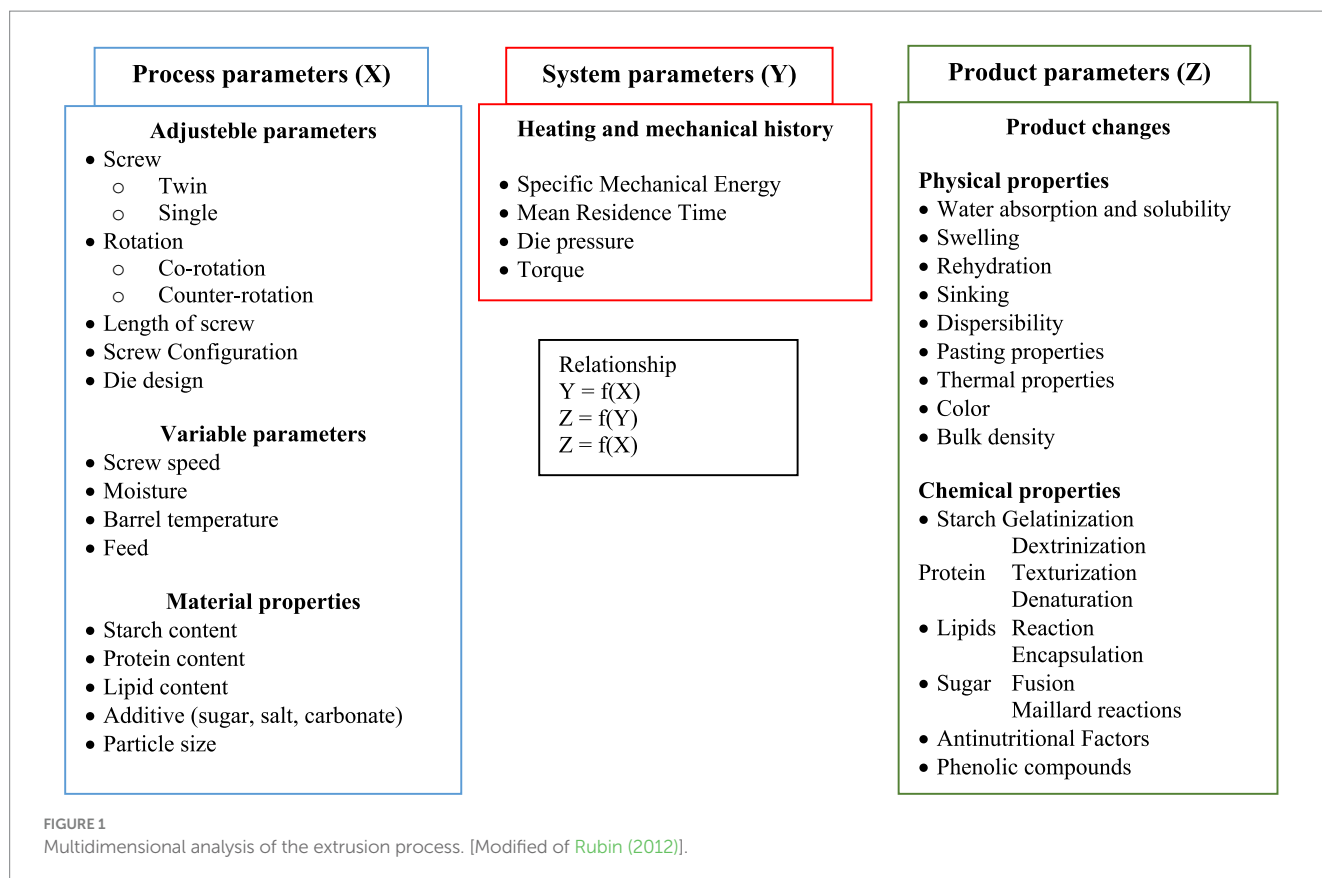 Process parameters (X)
Adjusteble parameters
• Screw
o Twin
o Single
• Rotation
o Co-rotation
o Counter-rotation
• Length of screw
• Screw Configuration
• Die design
Variable parameters
• Screw speed
• Moisture
• Barrel temperature
• Feed
Material properties
• Starch content
• Protein content
• Lipid content
• Additive (sugar, salt, carbonate)
• Particle size
System parameters (Y)
Heating and mechanical history
• Specific Mechanical Energy
• Mean Residence Time
• Die pressure
• Torque
Relationship
Y = f(X)
Z = f(Y)
Z = f(X)
Product parameters (Z)
Product changes
Physical properties
• Water absorption and solubility
• Swelling
• Rehydration
• Sinking
• Dispersibility
• Pasting properties
• Thermal properties
• Color
• Bulk density
Chemical properties
• Starch Gelatinization
Dextrinization
Protein Texturization
Denaturation
• Lipids Reaction
Encapsulation
• Sugar Fusion
Maillard reactions
• Antinutritional Factors
• Phenolic compounds
FIGURE 1
Multidimensional analysis of the extrusion process. [Modified of Rubin (2012)].